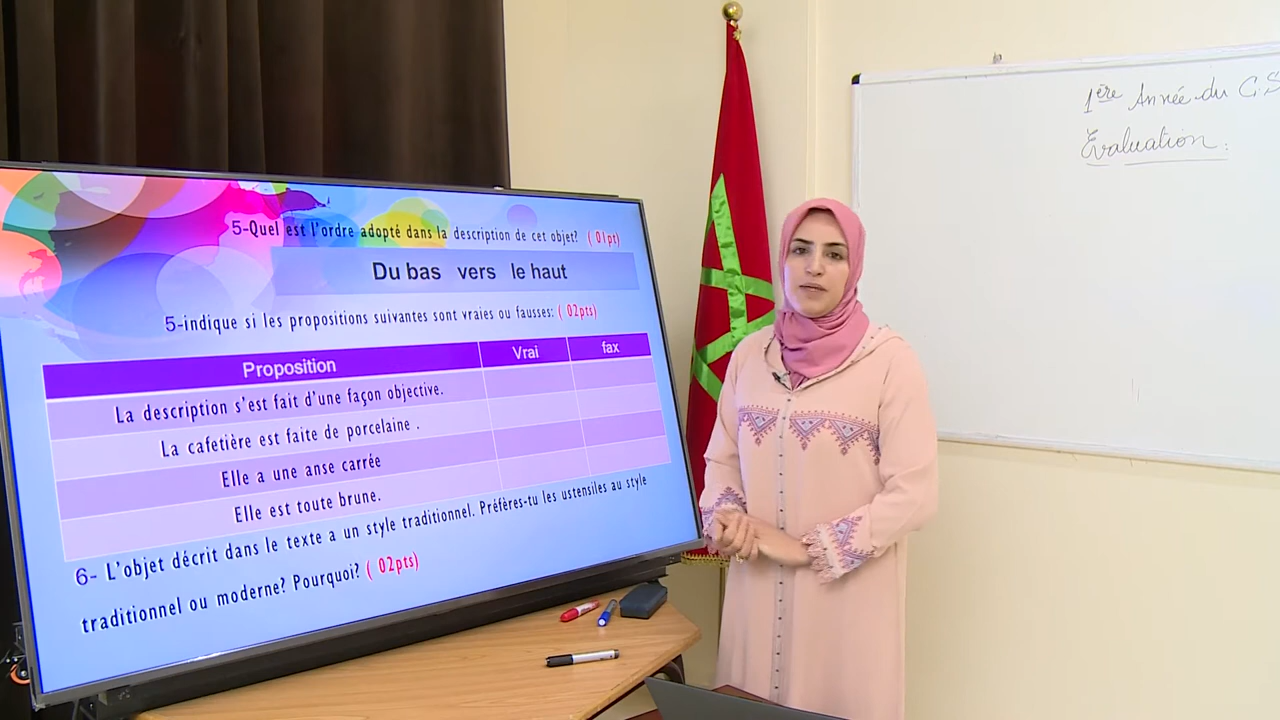 5-Quel est l'ordre adopté dans la description de cet objet? ( 01pt)
Du bas vers le haut
5-indique si les propositions suivantes sont vraies ou fausses: ( 02pts)
Proposition Vrai fax
La description s'est fait d'une façon objective.
La cafetière est faite de porcelaine .
Elle a une anse carrée
Elle est toute brune.
6- L'objet décrit dans le texte a un style traditionnel. Préfères-tu les ustensiles au style
traditionnel ou moderne? Pourquoi? ( 02pts)
1ère Année du C.S
Evaluation :